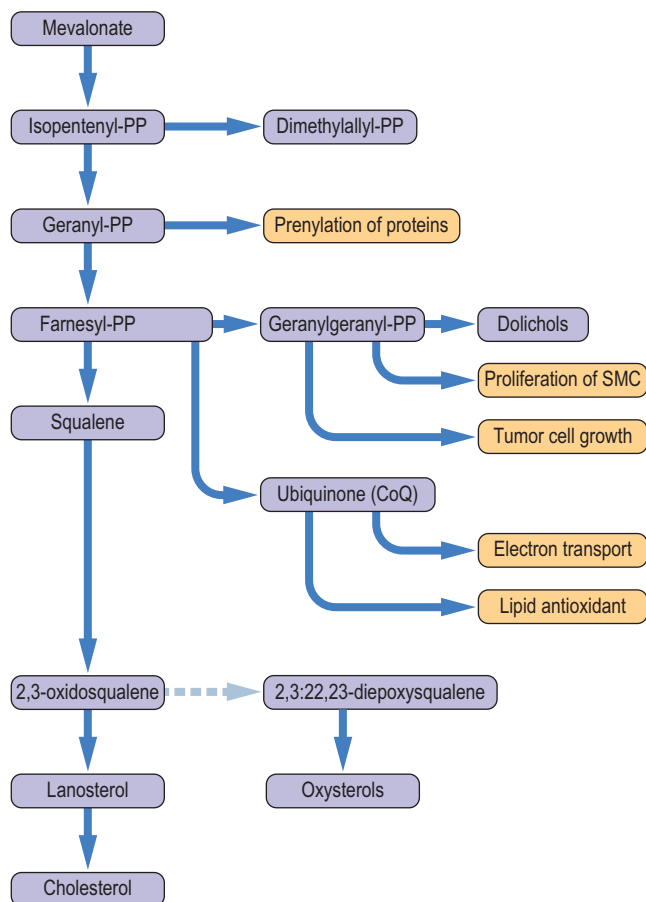 Mevalonate
Isopentenyl-PP
Dimethylallyl-PP
Geranyl-PP
Prenylation of proteins
Farnesyl-PP
Geranylgeranyl-PP
Dolichols
Proliferation of SMC
Squalene
Tumor cell growth
Ubiquinone (CoQ)
Electron transport
Lipid antioxidant
2,3-oxidosqualene
2,3:22,23-diepoxysqualene
Lanosterol
Oxysterols
Cholesterol